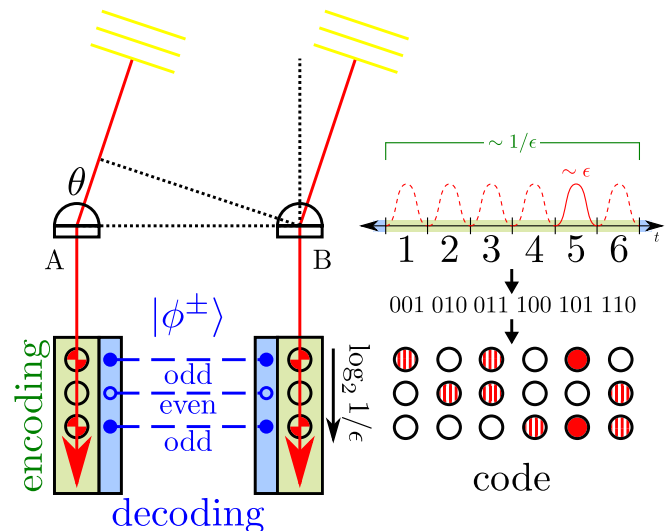 θ
A
B
|ϕ±⟩
odd
even
odd
encoding
decoding
log₂ 1/ϵ
∼ 1/ϵ
∼ ϵ
t
1 2 3 4 5 6
001 010 011 100 101 110
code